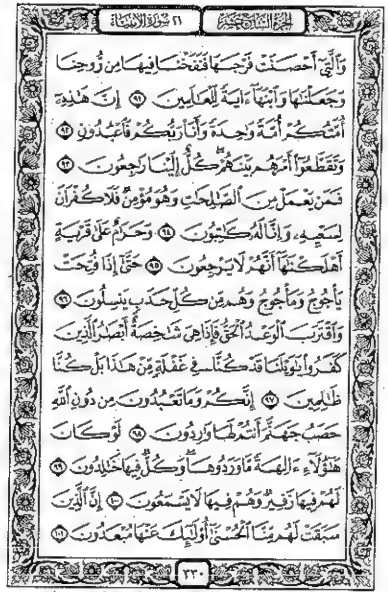 الجزء السابع عشر ٢١ سورة الأنبياء
وَٱلَّتِىٓ أَحْصَنَتْ فَرْجَهَا فَنَفَخْنَا فِيهَا مِن رُّوحِنَا
وَجَعَلْنَٰهَا وَٱبْنَهَآ ءَايَةً لِّلْعَٰلَمِينَ ٩١ إِنَّ هَٰذِهِۦٓ
أُمَّتُكُمْ أُمَّةً وَٰحِدَةً وَأَنَا۠ رَبُّكُمْ فَٱعْبُدُونِ ٩٢
وَتَقَطَّعُوٓا۟ أَمْرَهُم بَيْنَهُمْ ۖ كُلٌّ إِلَيْنَا رَٰجِعُونَ ٩٣
فَمَن يَعْمَلْ مِنَ ٱلصَّٰلِحَٰتِ وَهُوَ مُؤْمِنٌ فَلَا كُفْرَانَ
لِسَعْيِهِۦ وَإِنَّا لَهُۥ كَٰتِبُونَ ٩٤ وَحَرَٰمٌ عَلَىٰ قَرْيَةٍ
أَهْلَكْنَٰهَآ أَنَّهُمْ لَا يَرْجِعُونَ ٩٥ حَتَّىٰٓ إِذَا فُتِحَتْ
يَأْجُوجُ وَمَأْجُوجُ وَهُم مِّن كُلِّ حَدَبٍ يَنسِلُونَ ٩٦
وَٱقْتَرَبَ ٱلْوَعْدُ ٱلْحَقُّ فَإِذَا هِىَ شَٰخِصَةٌ أَبْصَٰرُ ٱلَّذِينَ
كَفَرُوا۟ يَٰوَيْلَنَا قَدْ كُنَّا فِى غَفْلَةٍ مِّنْ هَٰذَا بَلْ كُنَّا
ظَٰلِمِينَ ٩٧ إِنَّكُمْ وَمَا تَعْبُدُونَ مِن دُونِ ٱللَّهِ
حَصَبُ جَهَنَّمَ أَنتُمْ لَهَا وَٰرِدُونَ ٩٨ لَوْ كَانَ
هَٰٓؤُلَآءِ ءَالِهَةً مَّا وَرَدُوهَا ۖ وَكُلٌّ فِيهَا خَٰلِدُونَ ٩٩
لَهُمْ فِيهَا زَفِيرٌ وَهُمْ فِيهَا لَا يَسْمَعُونَ ١٠٠ إِنَّ ٱلَّذِينَ
سَبَقَتْ لَهُم مِّنَّا ٱلْحُسْنَىٰٓ أُو۟لَٰٓئِكَ عَنْهَا مُبْعَدُونَ ١٠١
٣٣٠